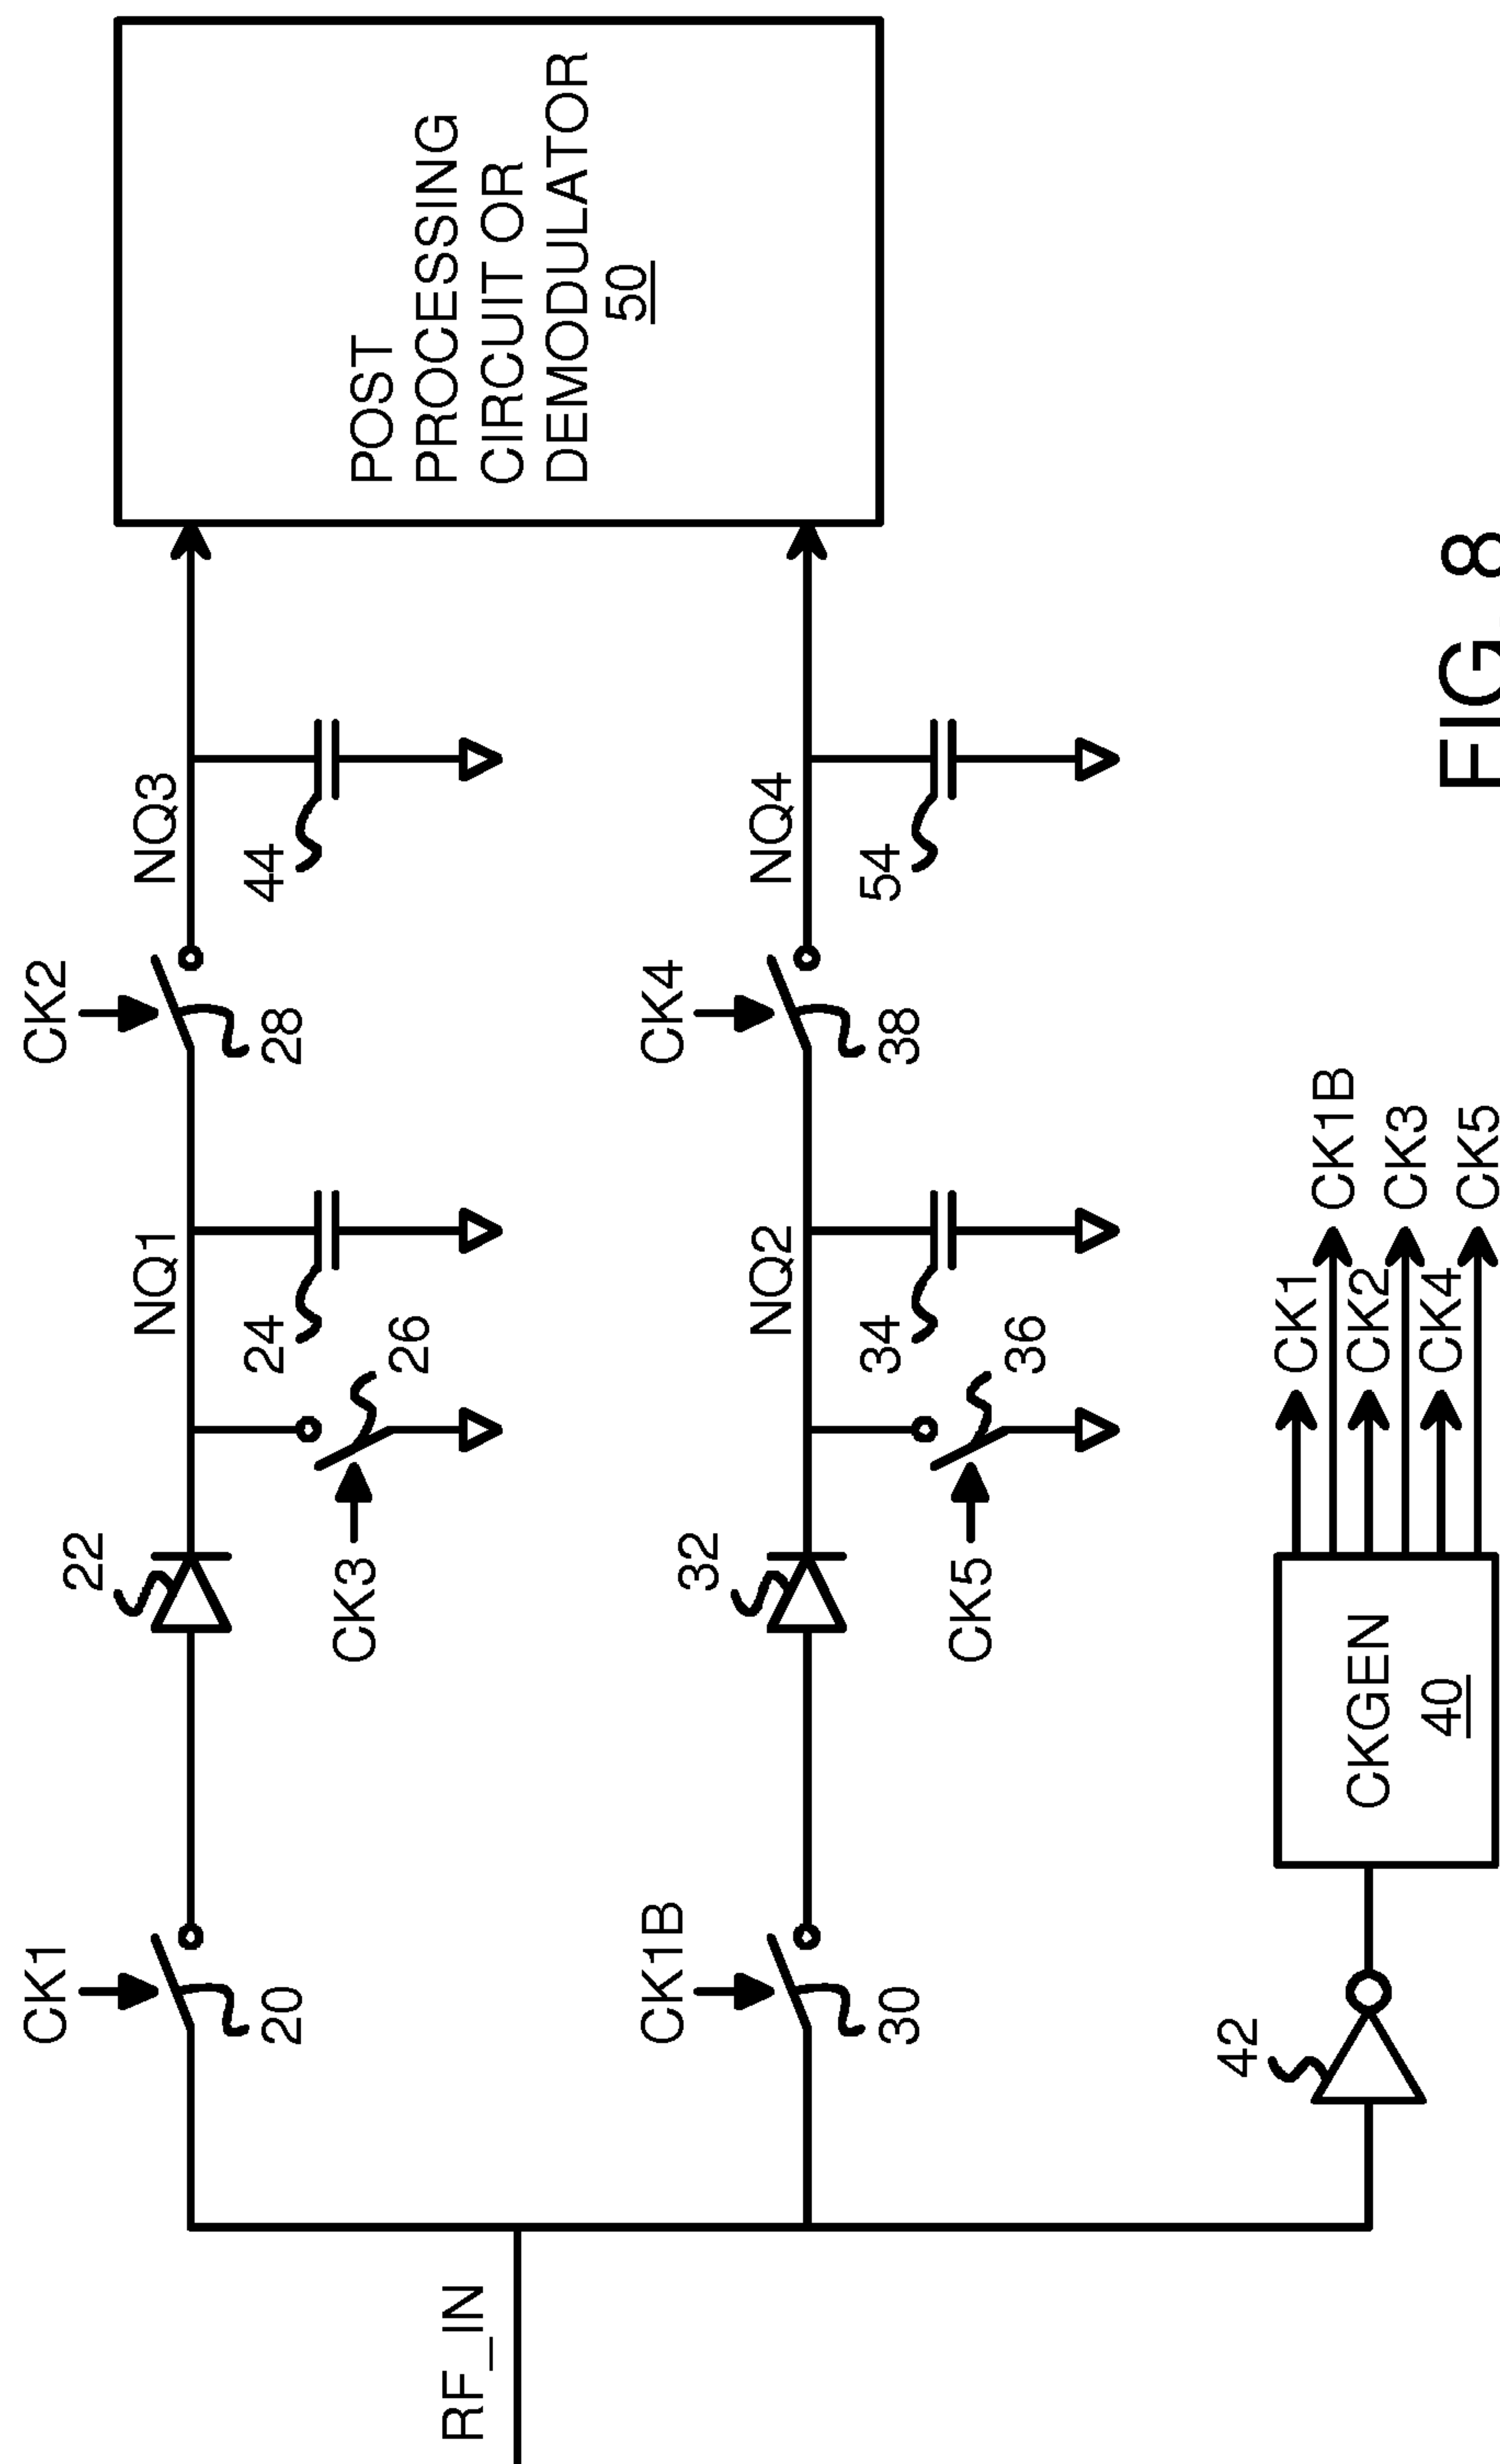 CK1
20
22
CK3
26
24
NQ1
CK2
28
NQ3
44
POST
PROCESSING
CIRCUIT OR
DEMODULATOR
50
RF_IN
CK1B
30
32
CK5
36
34
NQ2
CK4
38
NQ4
54
42
CKGEN
40
CK1
CK1B
CK2
CK3
CK4
CK5
FIG. 8